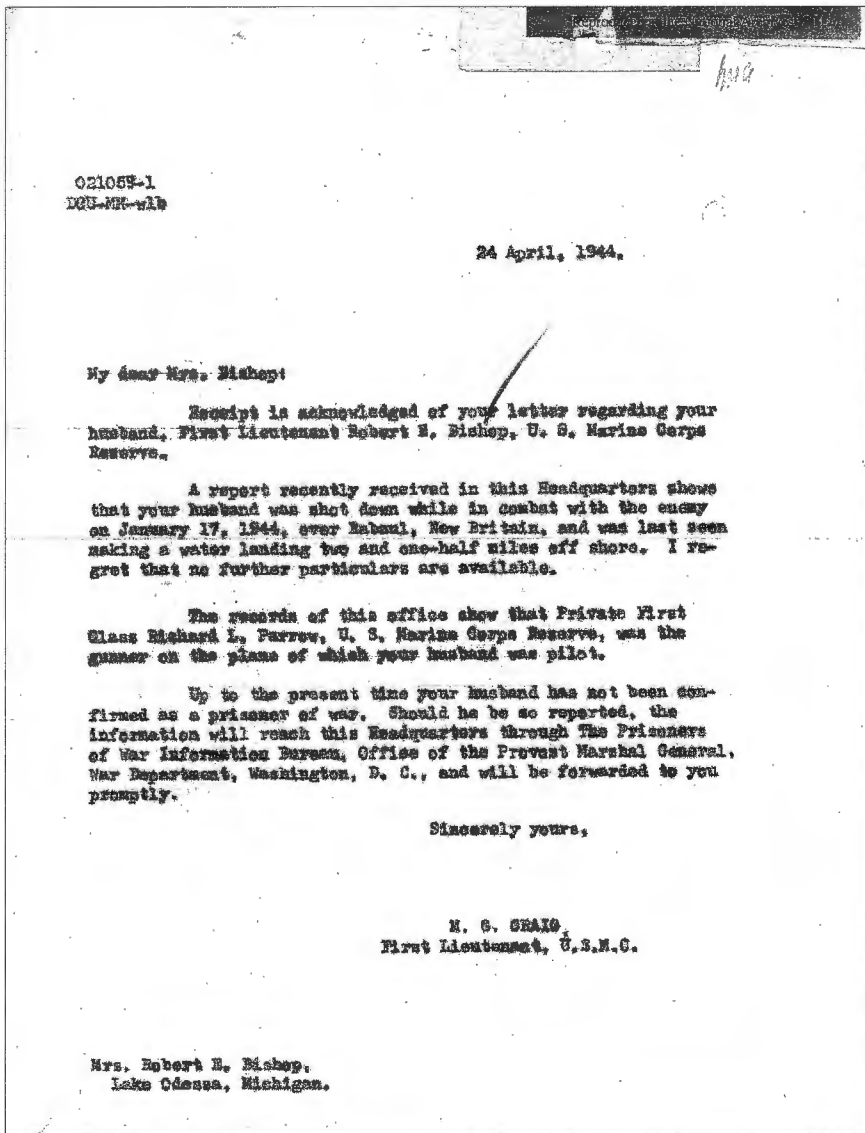 021059-1
DGU-MH-wlb
24 April, 1944.
My dear Mrs. Bishop:
Receipt is acknowledged of your letter regarding your
husband, First Lieutenant Robert E. Bishop, U. S. Marine Corps
Reserve.
A report recently received in this Headquarters shows
that your husband was shot down while in combat with the enemy
on January 17, 1944, over Rabaul, New Britain, and was last seen
making a water landing two and one-half miles off shore. I re-
gret that no further particulars are available.
The records of this office show that Private First
Class Richard L. Parrow, U. S. Marine Corps Reserve, was the
gunner on the plane of which your husband was pilot.
Up to the present time your husband has not been con-
firmed as a prisoner of war. Should he be so reported, the
information will reach this Headquarters through The Prisoners
of War Information Bureau, Office of the Provost Marshal General,
War Department, Washington, D. C., and will be forwarded to you
promptly.
Sincerely yours,
M. G. CRAIG,
First Lieutenant, U.S.M.C.
Mrs. Robert E. Bishop,
Lake Odessa, Michigan.